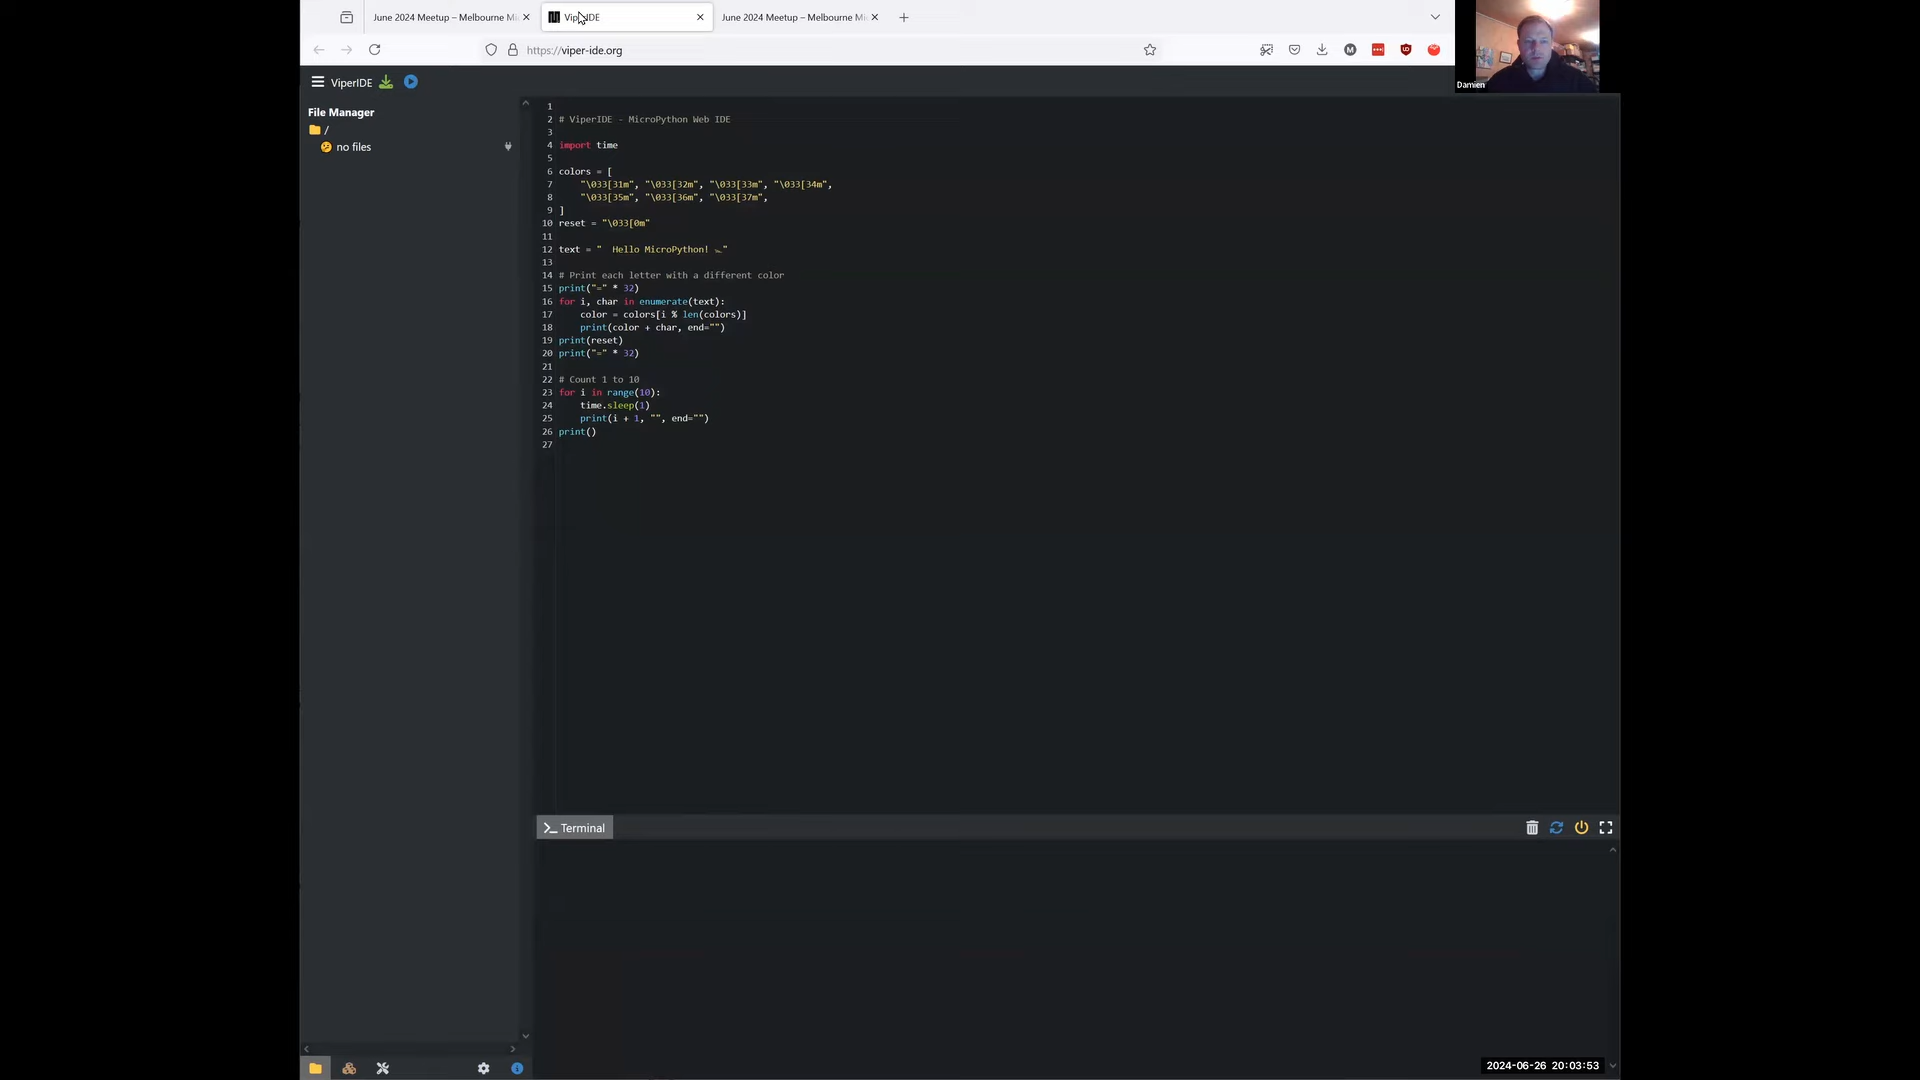 June 2024 Meetup – Melbourne Mi
ViperIDE
June 2024 Meetup – Melbourne Mi
https://viper-ide.org
Damien
ViperIDE
File Manager
/
no files
1
2 # ViperIDE - MicroPython Web IDE
3
4 import time
5
6 colors = [
7 "\033[31m", "\033[32m", "\033[33m", "\033[34m",
8 "\033[35m", "\033[36m", "\033[37m",
9 ]
10 reset = "\033[0m"
11
12 text = "  Hello MicroPython! "
13
14 # Print each letter with a different color
15 print("=" * 32)
16 for i, char in enumerate(text):
17 color = colors[i % len(colors)]
18 print(color + char, end="")
19 print(reset)
20 print("=" * 32)
21
22 # Count 1 to 10
23 for i in range(10):
24 time.sleep(1)
25 print(i + 1, "", end="")
26 print()
27
Terminal
2024-06-26 20:03:53